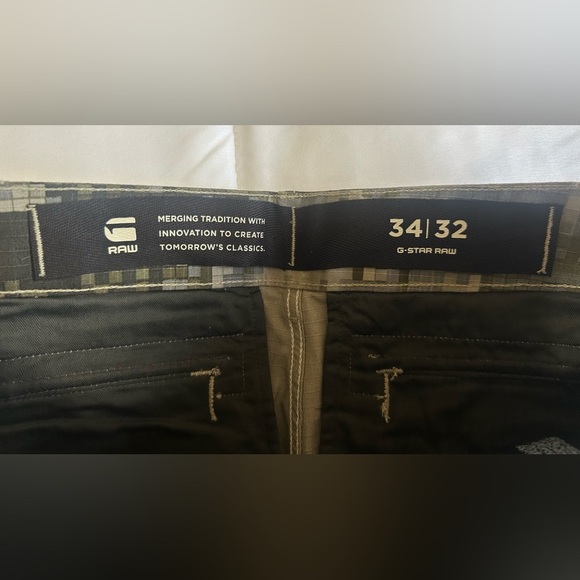 RAW
MERGING TRADITION WITH
INNOVATION TO CREATE
TOMORROW'S CLASSICS.
34|32
G-STAR RAW